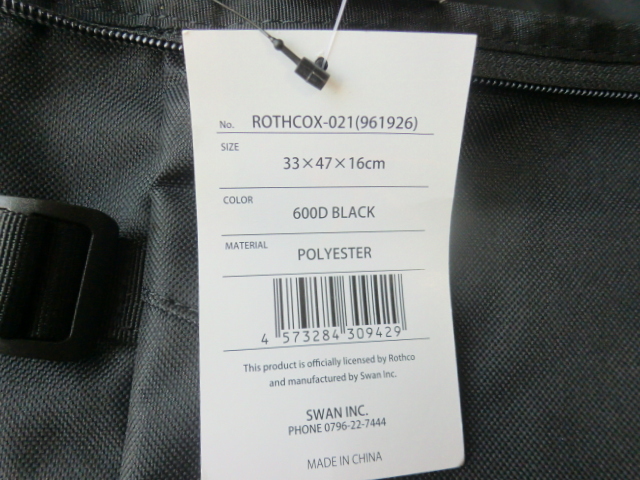 No. ROTHCOX-021(961926)
SIZE
33×47×16cm
COLOR
600D BLACK
MATERIAL
POLYESTER
4 573284 309429
This product is officially licensed by Rothco
and manufactured by Swan Inc.
SWAN INC.
PHONE 0796-22-7444
MADE IN CHINA